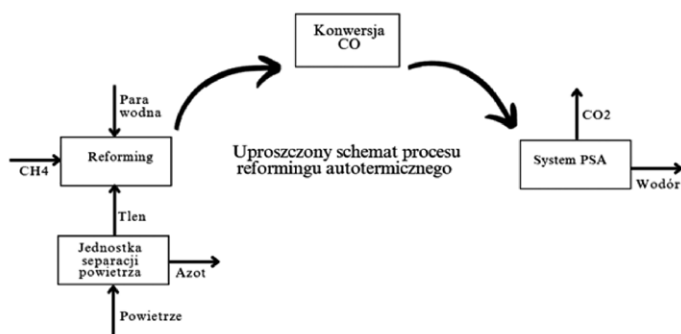 Konwersja
CO
Para
wodna
CO2
Reforming
Uproszczony schemat procesu
reformingu autotermicznego
System PSA
CH4
Wodór
Tlen
Jednostka
separacji
powietrza
Azot
Powietrze